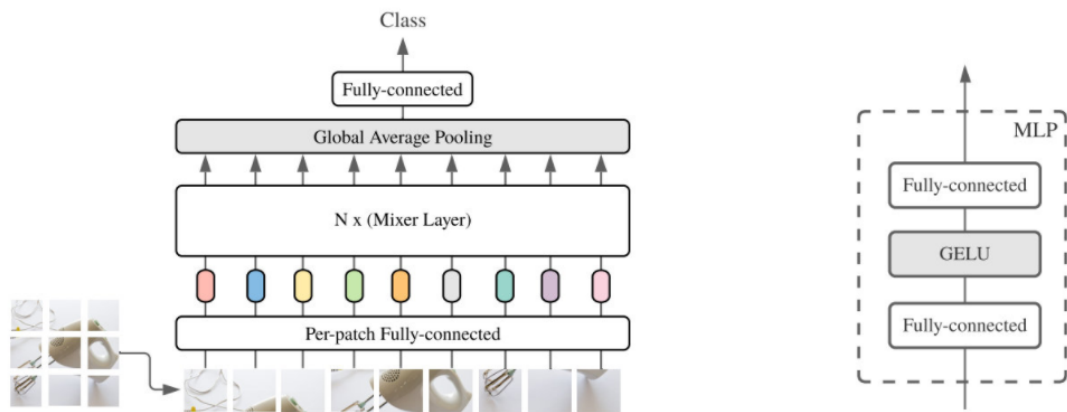 Class
Fully-connected
Global Average Pooling
N x (Mixer Layer)
Per-patch Fully-connected
MLP
Fully-connected
GELU
Fully-connected